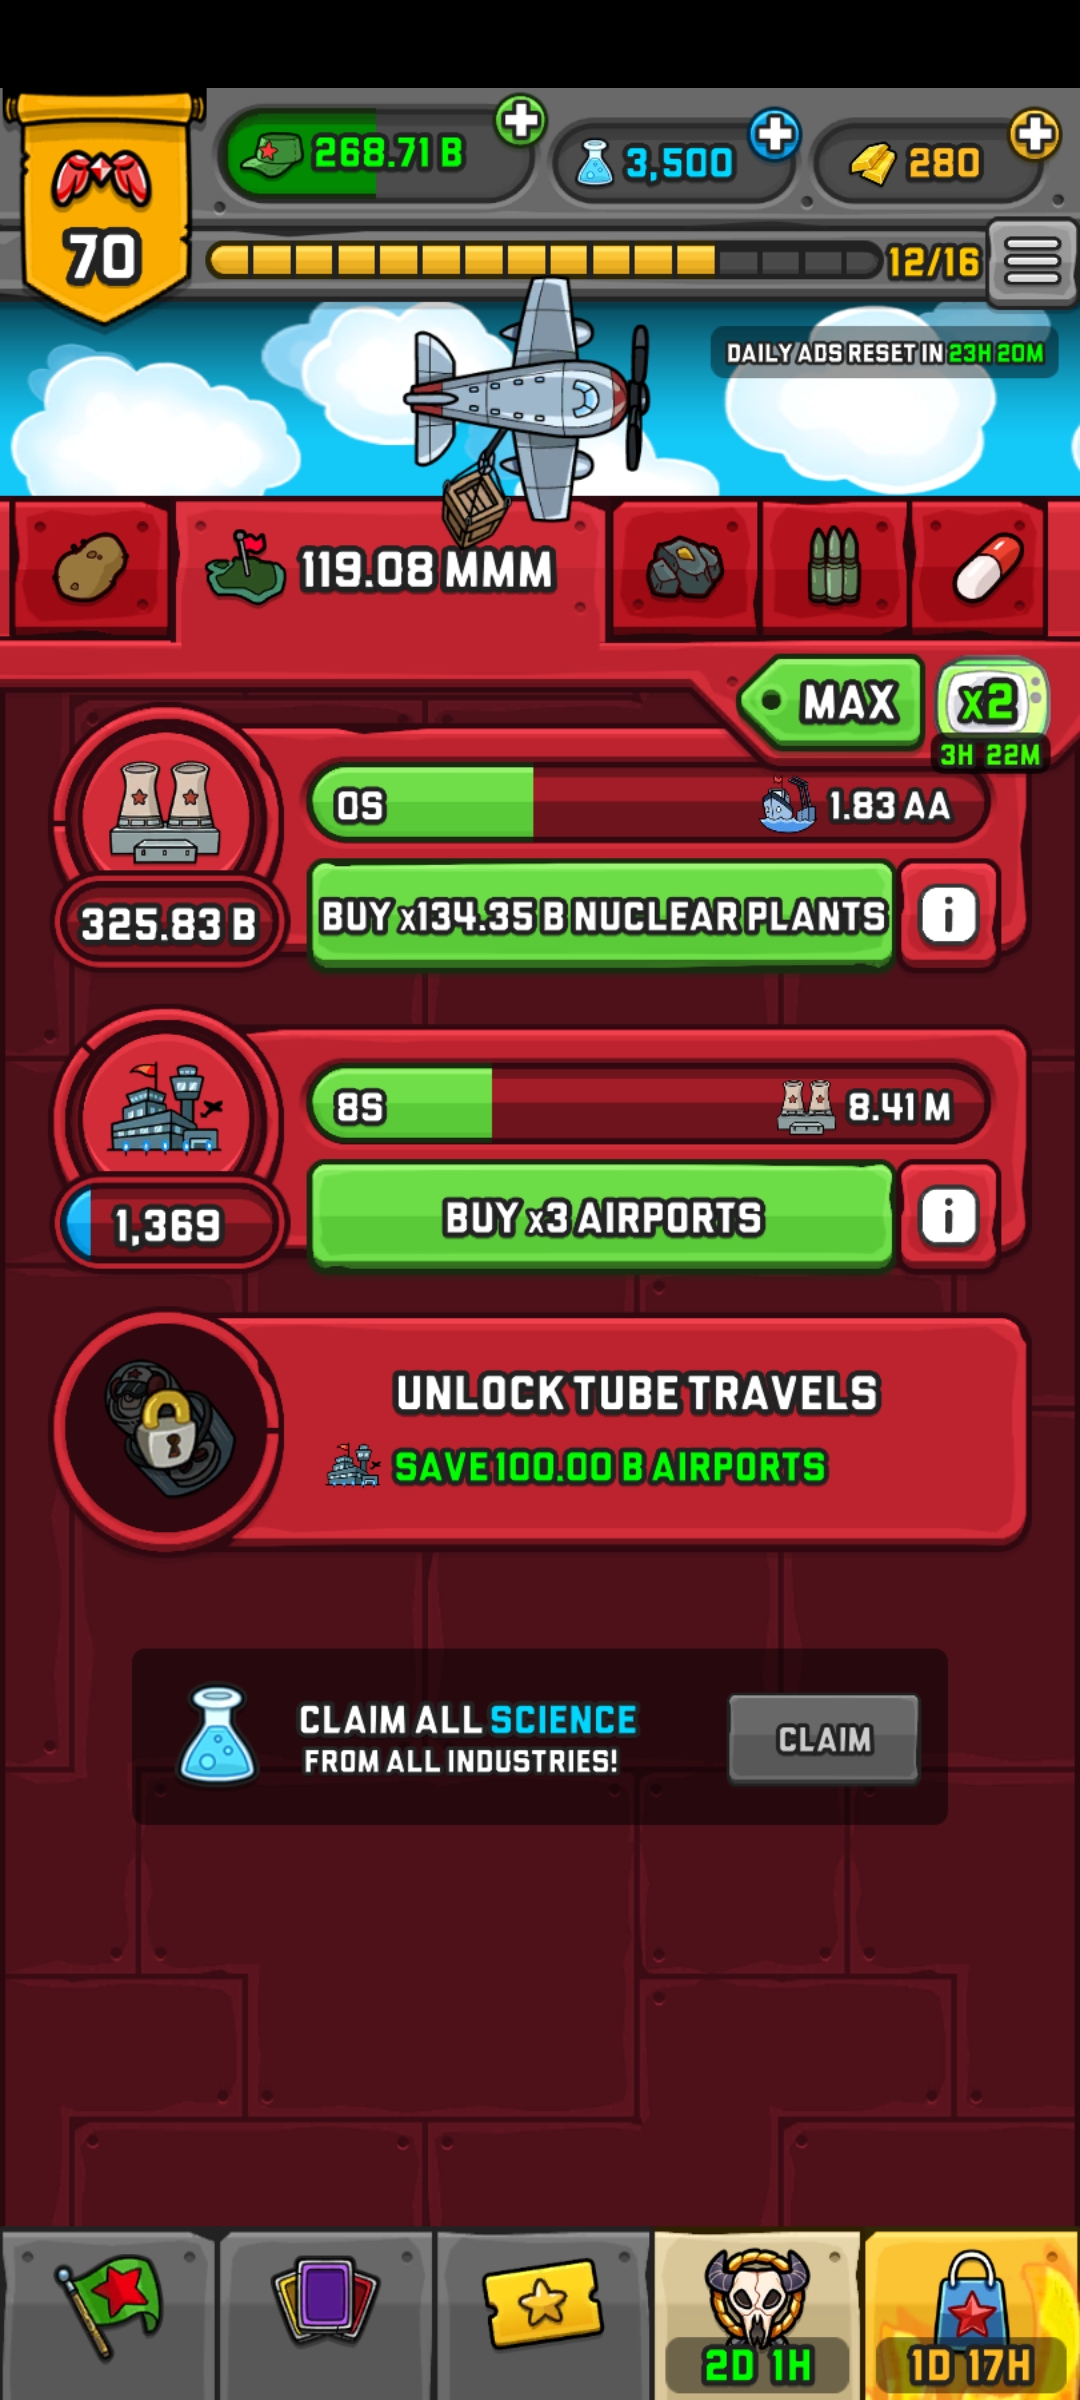 268.71 B
3,500
280
70
12/16
DAILY ADS RESET IN 23H 20M
119.08 MMM
MAX
x2
3H 22M
0S
1.83 AA
325.83 B
BUY x134.35 B NUCLEAR PLANTS
i
8S
8.41 M
1,369
BUY x3 AIRPORTS
i
UNLOCK TUBE TRAVELS
SAVE 100.00 B AIRPORTS
CLAIM ALL SCIENCE
FROM ALL INDUSTRIES!
CLAIM
2D 1H
1D 17H